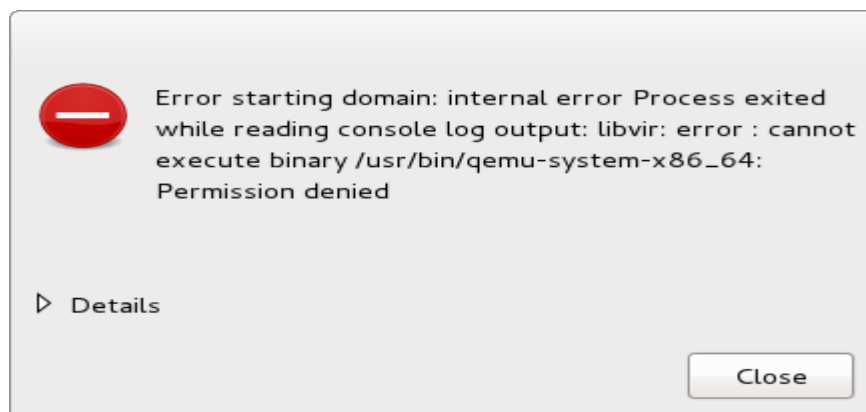 Error starting domain: internal error Process exited
while reading console log output: libvir: error : cannot
execute binary /usr/bin/qemu-system-x86_64:
Permission denied
Details
Close